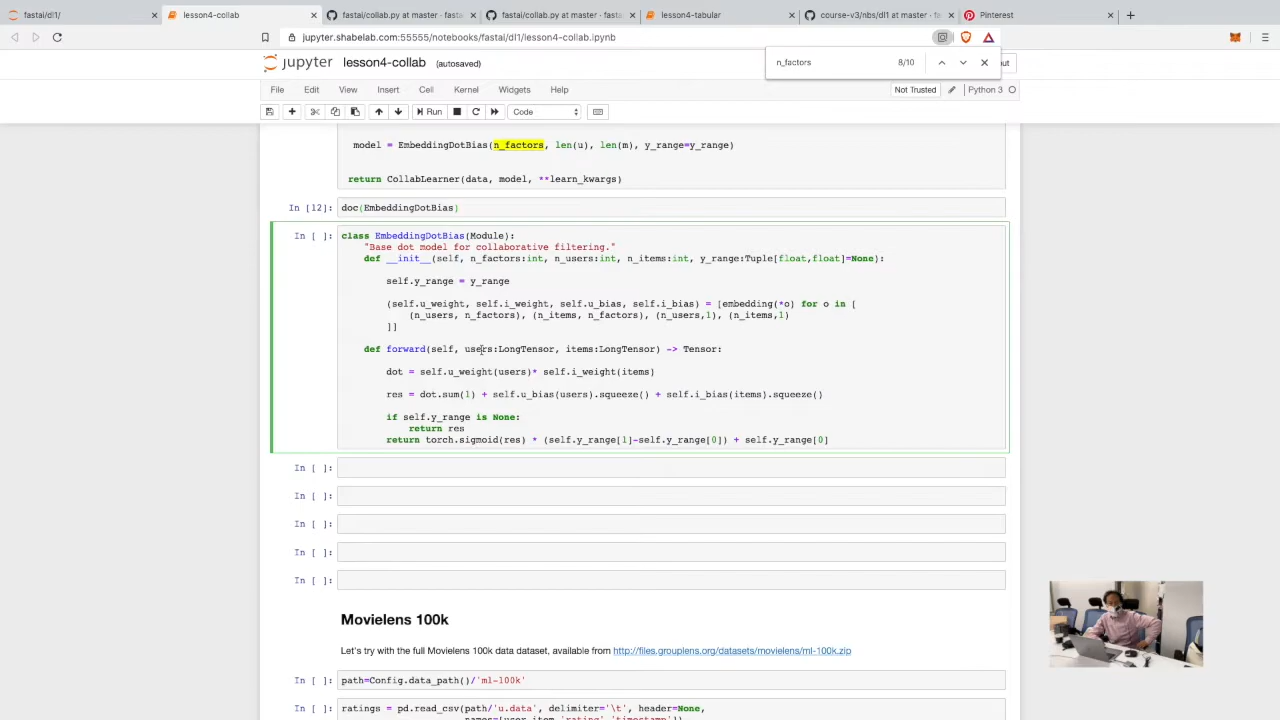 fastai/dl1/
lesson4-collab
fastai/collab.py at master · fasta
fastai/collab.py at master · fasta
lesson4-tabular
course-v3/nbs/dl1 at master · 
Pinterest
jupyter.shabelab.com:55555/notebooks/fastai/dl1/lesson4-collab.ipynb
n_factors
8/10
jupyter
lesson4-collab
(autosaved)
File
Edit
View
Insert
Cell
Kernel
Widgets
Help
Not Trusted
Python 3
Run
Code
model = EmbeddingDotBias(n_factors, len(u), len(m), y_range=y_range)
return CollabLearner(data, model, **learn_kwargs)
In [12]:
doc(EmbeddingDotBias)
In [ ]:
class EmbeddingDotBias(Module):
"Base dot model for collaborative filtering."
def __init__(self, n_factors:int, n_users:int, n_items:int, y_range:Tuple[float,float]=None):
self.y_range = y_range
(self.u_weight, self.i_weight, self.u_bias, self.i_bias) = [embedding(*o) for o in [
(n_users, n_factors), (n_items, n_factors), (n_users,1), (n_items,1)
]]
def forward(self, users:LongTensor, items:LongTensor) -> Tensor:
dot = self.u_weight(users)* self.i_weight(items)
res = dot.sum(1) + self.u_bias(users).squeeze() + self.i_bias(items).squeeze()
if self.y_range is None:
return res
return torch.sigmoid(res) * (self.y_range[1]-self.y_range[0]) + self.y_range[0]
In [ ]:
In [ ]:
In [ ]:
In [ ]:
In [ ]:
Movielens 100k
Let's try with the full Movielens 100k data dataset, available from http://files.grouplens.org/datasets/movielens/ml-100k.zip
In [ ]:
path=Config.data_path()/'ml-100k'
In [ ]:
ratings = pd.read_csv(path/'u.data', delimiter='\t', header=None,
names=[user,item,'rating','timestamp'])